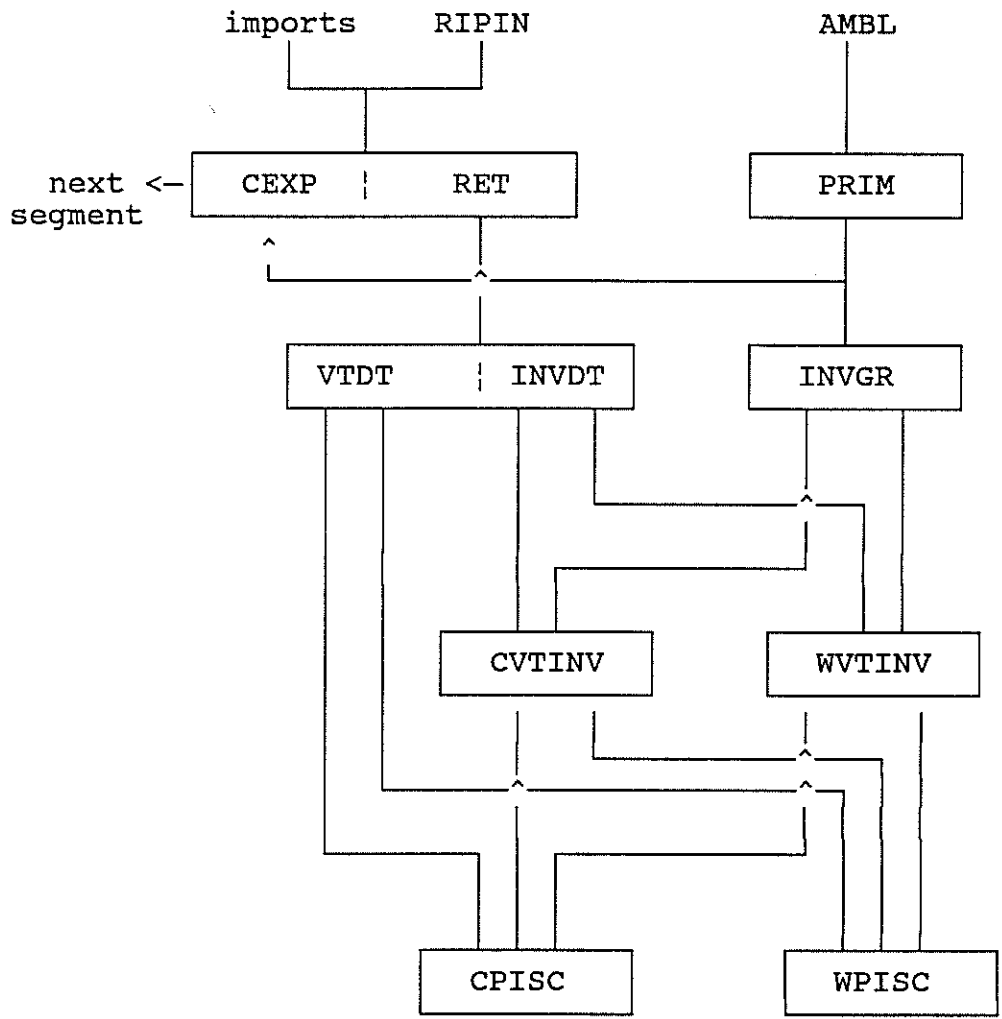 imports RIPIN AMBL
next <- CEXP ¦ RET PRIM
segment
VTDT ¦ INVDT INVGR
CVTINV WVTINV
CPISC WPISC